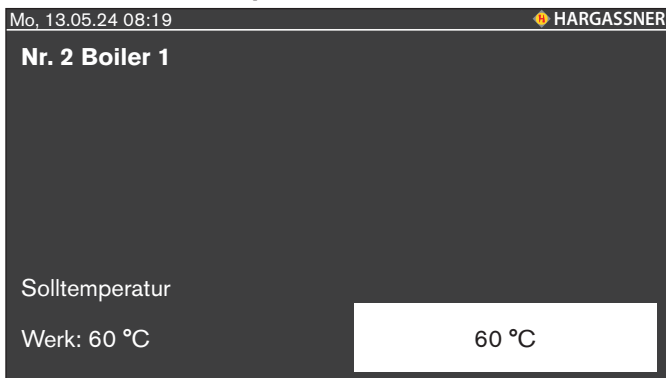 Mo, 13.05.24 08:19 H HARGASSNER
Nr. 2 Boiler 1
Solltemperatur
Werk: 60 °C 60 °C